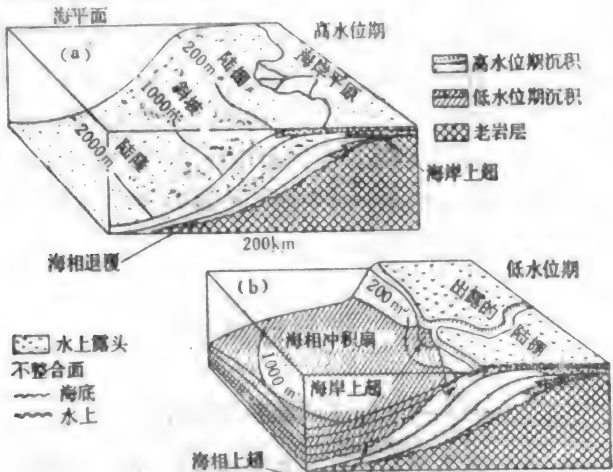 海平面
高水位期
(a)
200m
陆棚
海岸平原
斜坡
1000米
2000m
陆隆
高水位期沉积
低水位期沉积
老岩层
海岸上超
200km
海相退覆
低水位期
(b)
200m
出露的
陆棚
海相冲积扇
1000m
海岸上超
海相上超
水上露头
不整合面
海底
水上